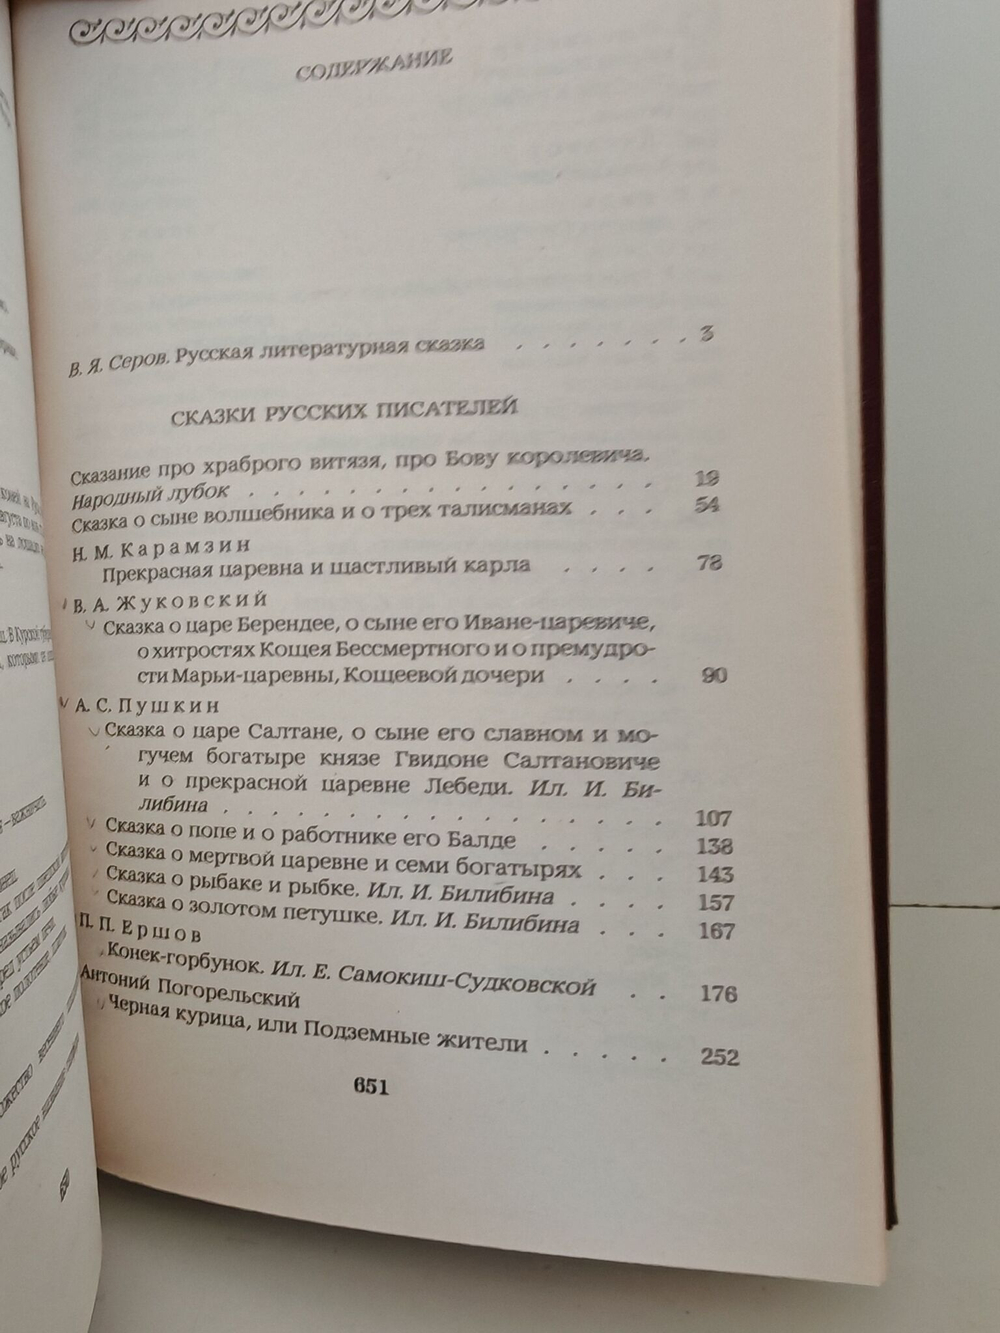 СОДЕРЖАНИЕ
В. Я. Серов. Русская литературная сказка . . . . . . . 3
СКАЗКИ РУССКИХ ПИСАТЕЛЕЙ
Сказание про храброго витязя, про Бову королевича.
Народный лубок . . . . . . . . . . . . . . . . 19
Сказка о сыне волшебника и о трех талисманах . . . 54
Н. М. Карамзин
Прекрасная царевна и щастливый карла . . . . 78
В. А. Жуковский
Сказка о царе Берендее, о сыне его Иване-царевиче,
о хитростях Кощея Бессмертного и о премудро-
сти Марьи-царевны, Кощеевой дочери . . . . 90
А. С. Пушкин
Сказка о царе Салтане, о сыне его славном и мо-
гучем богатыре князе Гвидоне Салтановиче
и о прекрасной царевне Лебеди. Ил. И. Би-
либина . . . . . . . . . . . . . 107
Сказка о попе и о работнике его Балде . . . . 138
Сказка о мертвой царевне и семи богатырях . . . 143
Сказка о рыбаке и рыбке. Ил. И. Билибина . . . . 157
Сказка о золотом петушке. Ил. И. Билибина . . . 167
П. П. Ершов
Конек-горбунок. Ил. Е. Самокиш-Судковской . . 176
Антоний Погорельский
Черная курица, или Подземные жители . . . . . 252
651
650